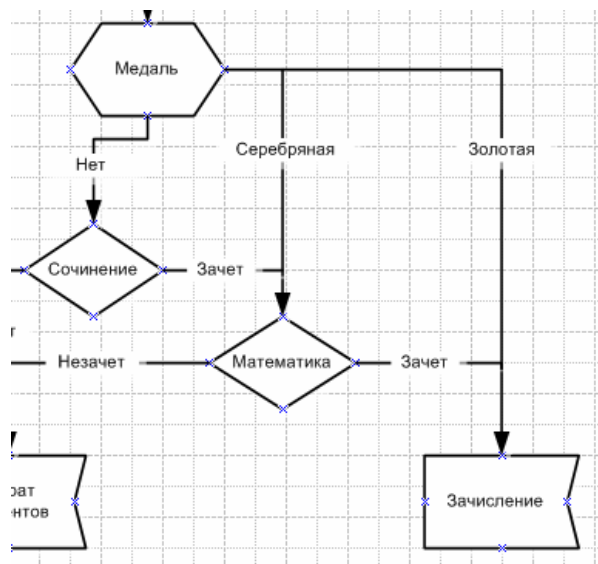 Медаль
Серебряная
Золотая
Нет
Сочинение
Зачет
Незачет
Математика
Зачет
Зачисление